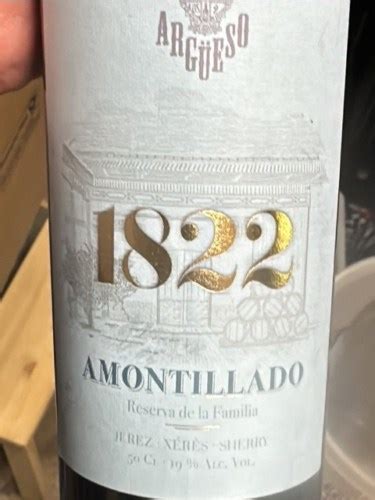 ARGÜESO
1822
AMONTILLADO
Reserva de la Familia
JEREZ · XÉRÈS · SHERRY
50 Cl · 19 % Alc. Vol.